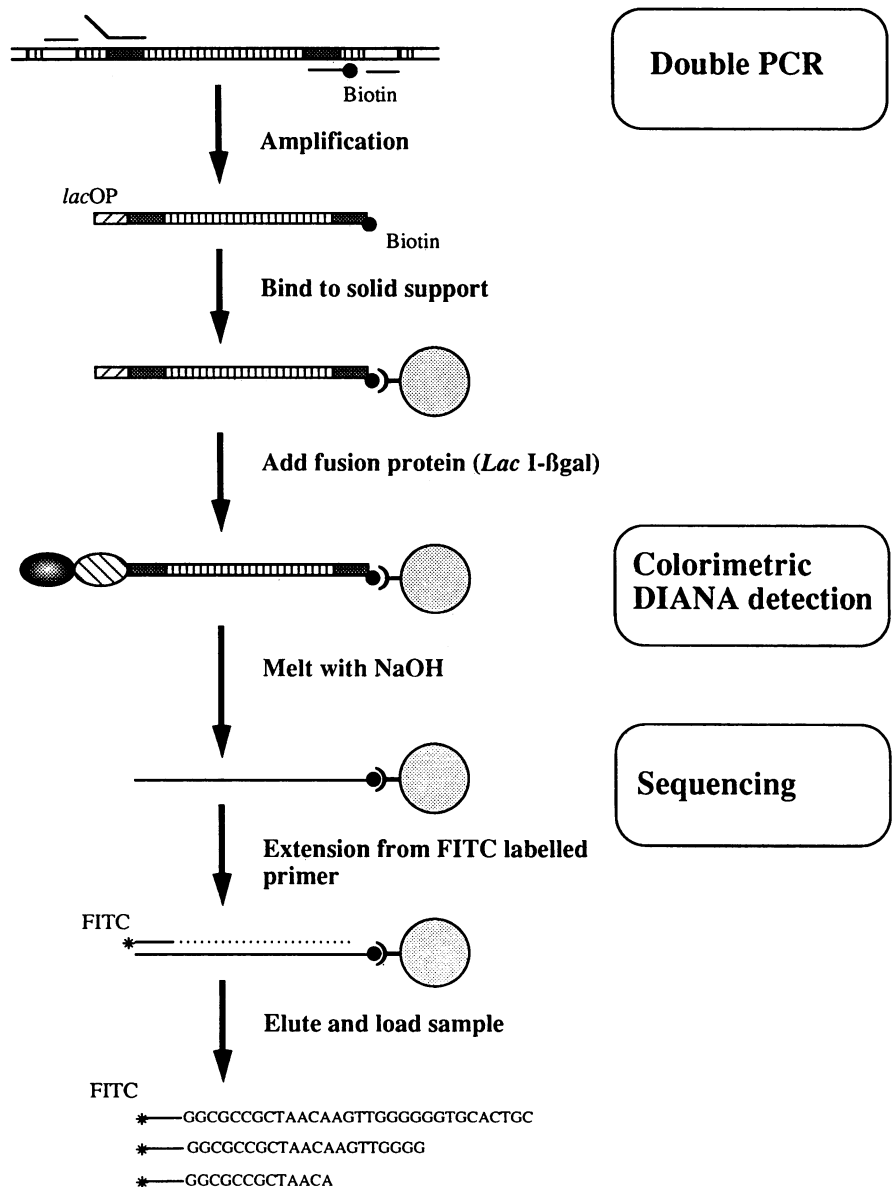 Double PCR
Biotin
Amplification
lacOP
Biotin
Bind to solid support
Add fusion protein (Lac I-ßgal)
Colorimetric
DIANA detection
Melt with NaOH
Sequencing
Extension from FITC labelled
primer
FITC
Elute and load sample
FITC
GGCGCCGCTAACAAGTTGGGGGGTGCACTGC
GGCGCCGCTAACAAGTTGGGG
GGCGCCGCTAACA